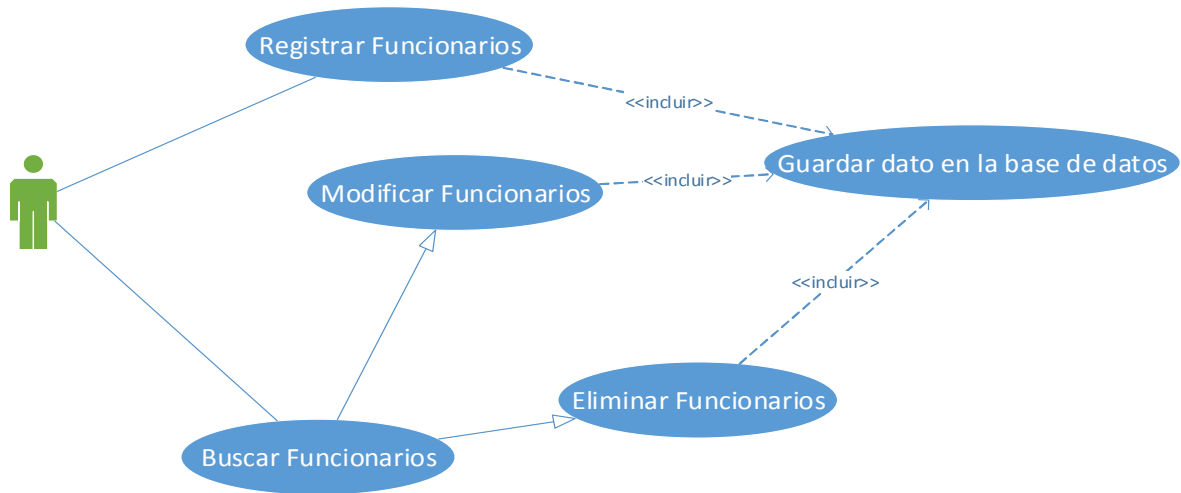 Registrar Funcionarios
<<incluir>>
Guardar dato en la base de datos
Modificar Funcionarios
<<incluir>>
<<incluir>>
Eliminar Funcionarios
Buscar Funcionarios